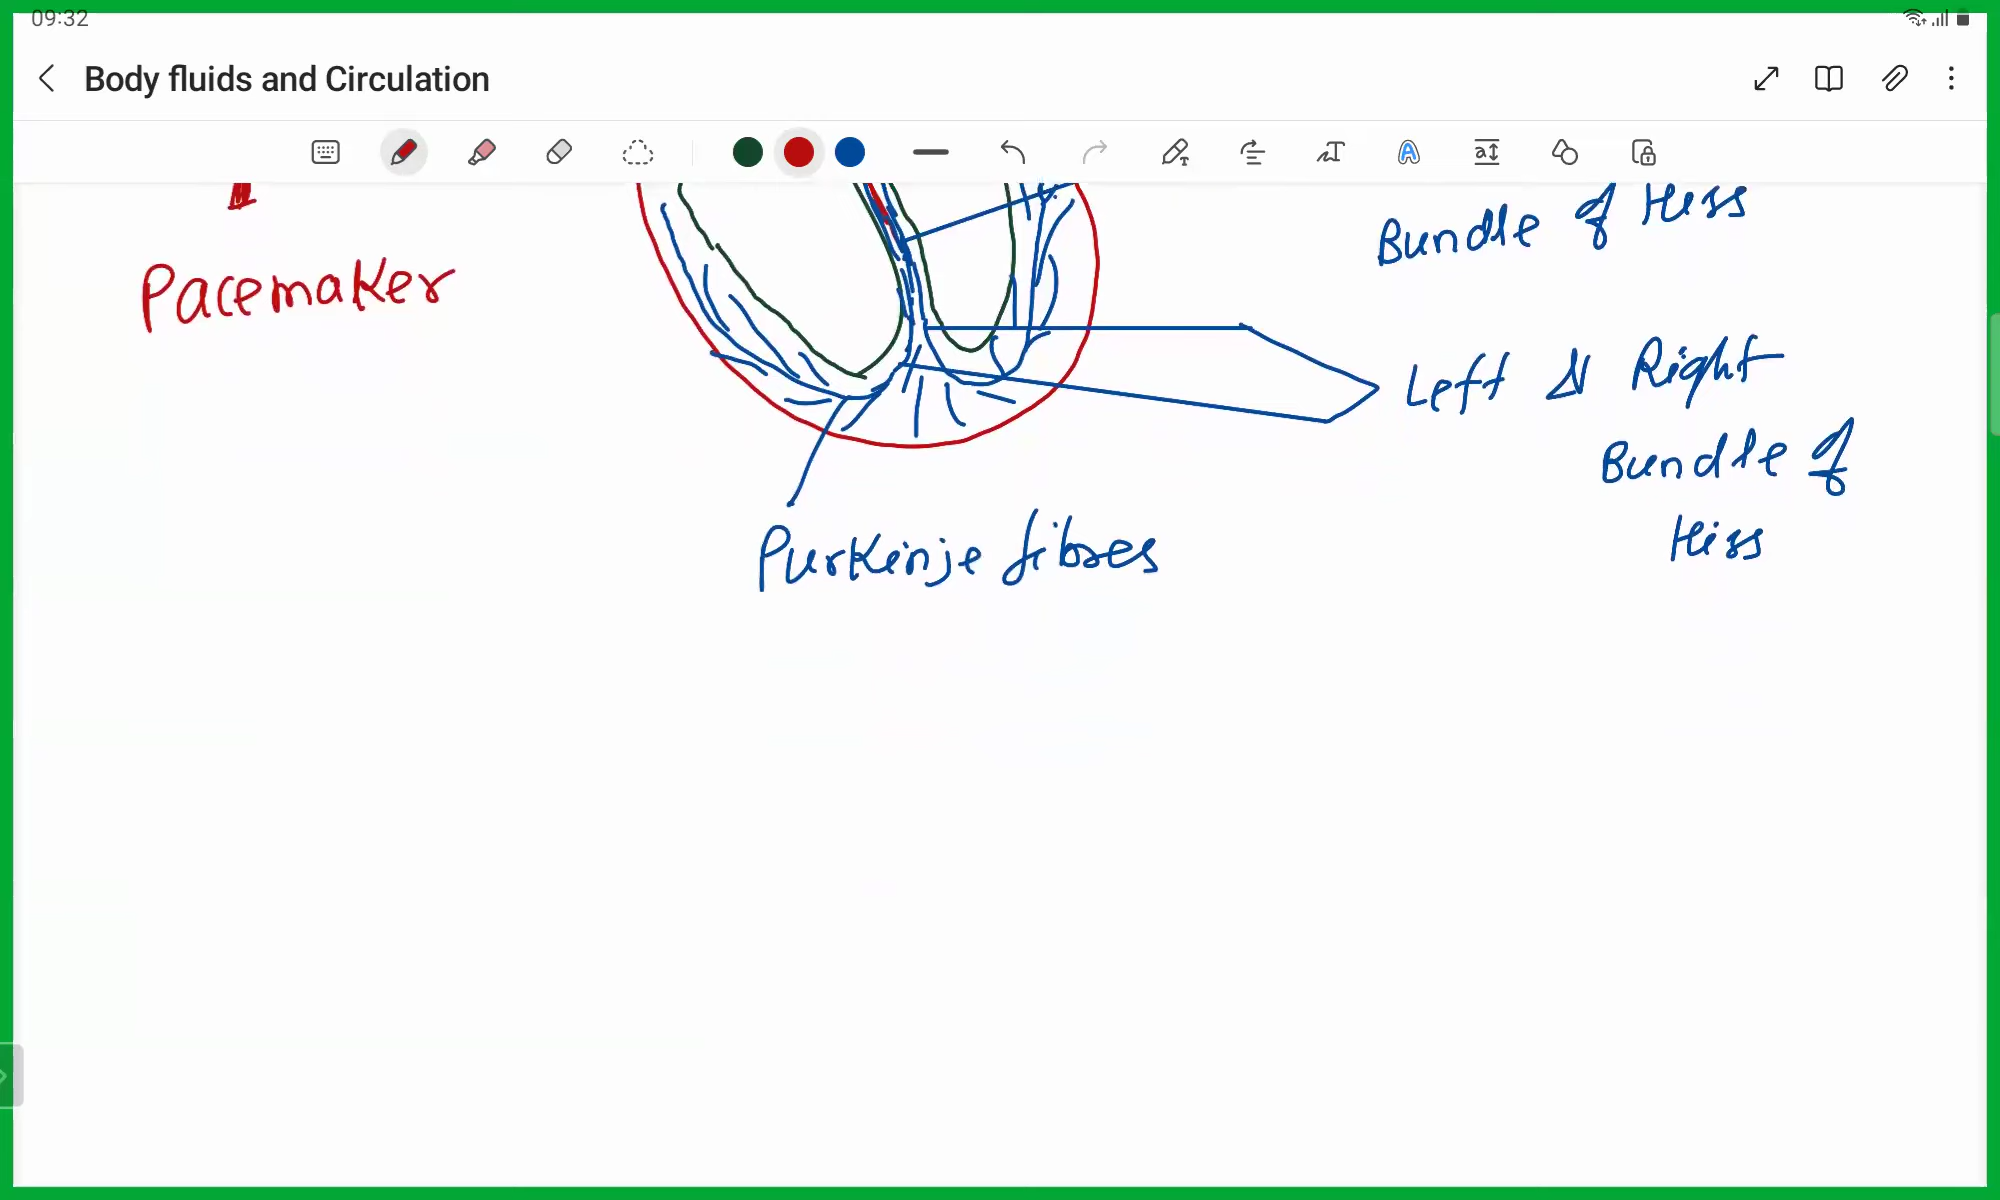 09:32
Body fluids and Circulation
Bundle of Hiss
Pacemaker
Left & Right
Bundle of
Hiss
Purkinje fibres